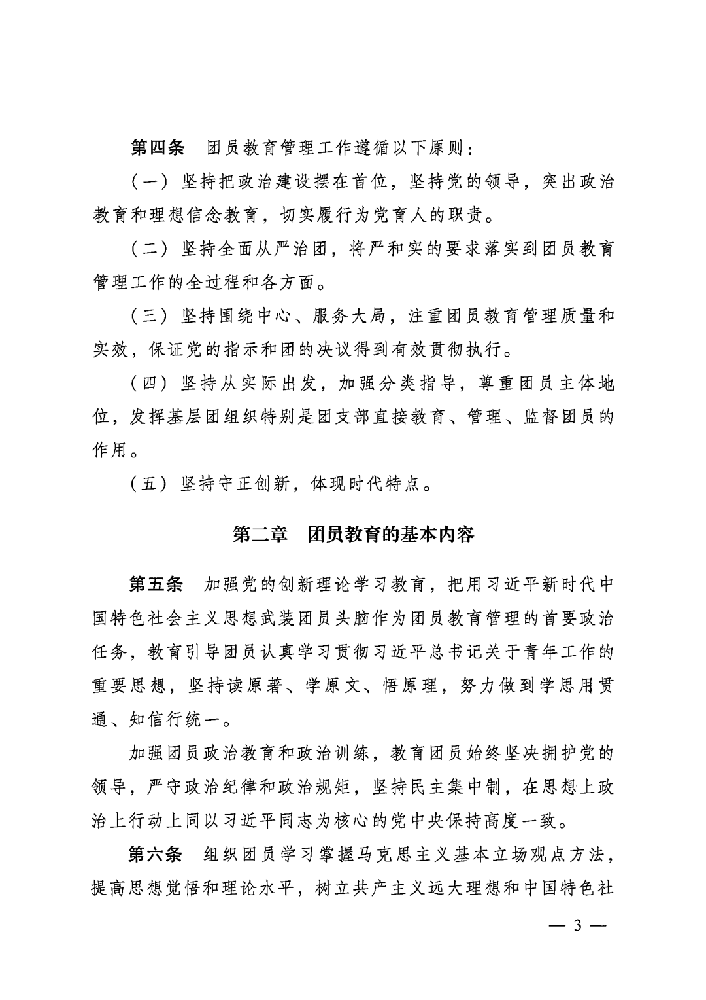 第四条 团员教育管理工作遵循以下原则：
（一）坚持把政治建设摆在首位，坚持党的领导，突出政治
教育和理想信念教育，切实履行为党育人的职责。
（二）坚持全面从严治团，将严和实的要求落实到团员教育
管理工作的全过程和各方面。
（三）坚持围绕中心、服务大局，注重团员教育管理质量和
实效，保证党的指示和团的决议得到有效贯彻执行。
（四）坚持从实际出发，加强分类指导，尊重团员主体地
位，发挥基层团组织特别是团支部直接教育、管理、监督团员的
作用。
（五）坚持守正创新，体现时代特点。
第二章 团员教育的基本内容
第五条 加强党的创新理论学习教育，把用习近平新时代中
国特色社会主义思想武装团员头脑作为团员教育管理的首要政治
任务，教育引导团员认真学习贯彻习近平总书记关于青年工作的
重要思想，坚持读原著、学原文、悟原理，努力做到学思用贯
通、知信行统一。
加强团员政治教育和政治训练，教育团员始终坚决拥护党的
领导，严守政治纪律和政治规矩，坚持民主集中制，在思想上政
治上行动上同以习近平同志为核心的党中央保持高度一致。
第六条 组织团员学习掌握马克思主义基本立场观点方法，
提高思想觉悟和理论水平，树立共产主义远大理想和中国特色社
— 3 —